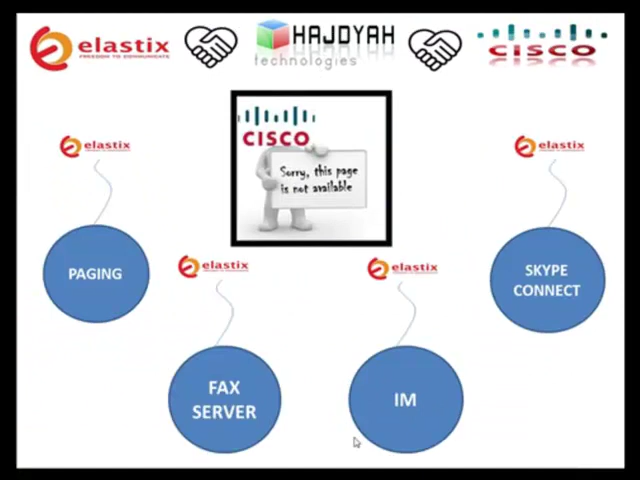 elastix
FREEDOM TO COMMUNICATE
HAJDYAH
technologies
CISCO
CISCO
Sorry, this page
is not available
elastix
elastix
PAGING
SKYPE
CONNECT
elastix
elastix
FAX
SERVER
IM